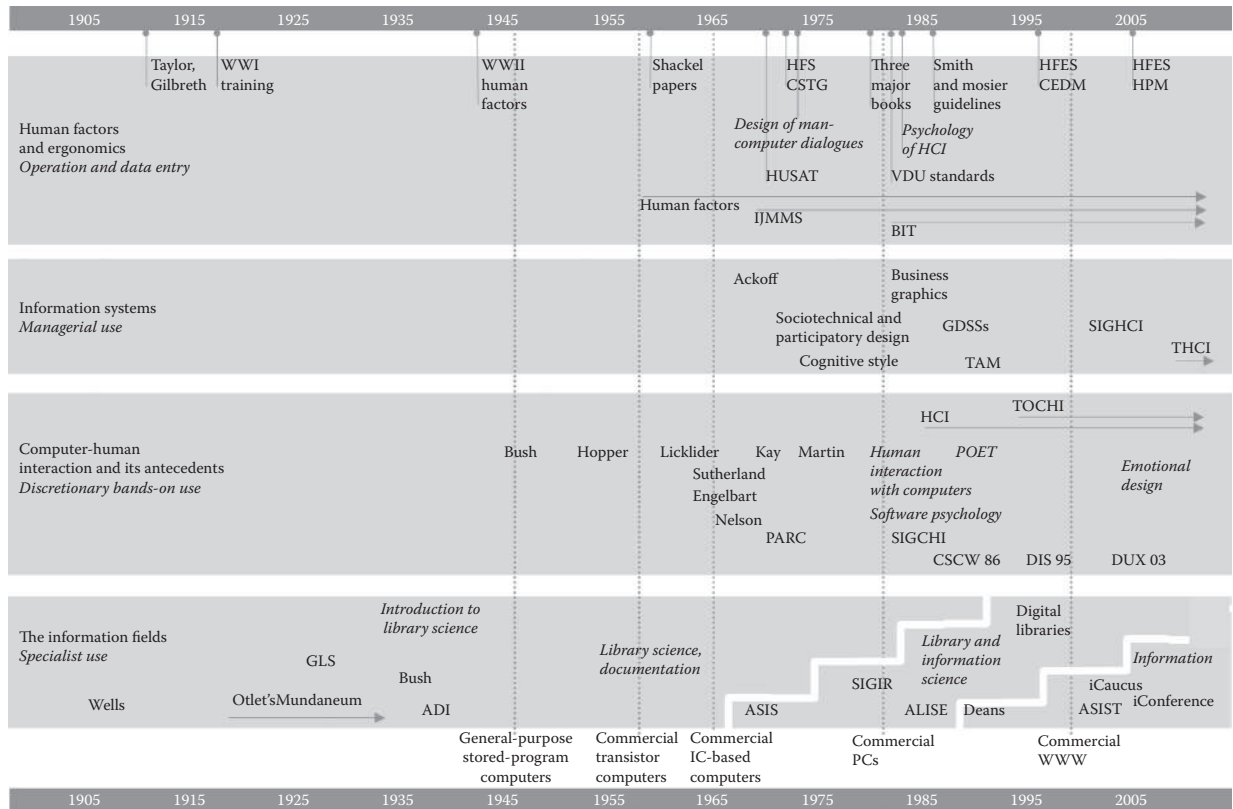 1905 1915 1925 1935 1945 1955 1965 1975 1985 1995 2005
Taylor,
Gilbreth
WWI
training
WWII
human
factors
Shackel
papers
HFS
CSTG
Three
major
books
Smith
and mosier
guidelines
HFES
CEDM
HFES
HPM
Human factors
and ergonomics
Operation and data entry
Design of man-
computer dialogues
Psychology
of HCI
HUSAT
VDU standards
Human factors
IJMMS
BIT
Information systems
Managerial use
Ackoff
Business
graphics
Sociotechnical and
participatory design
GDSSs
SIGHCI
Cognitive style
TAM
THCI
Computer-human
interaction and its antecedents
Discretionary bands-on use
HCI
TOCHI
Bush
Hopper
Licklider
Kay
Martin
Human
interaction
with computers
POET
Emotional
design
Sutherland
Engelbart
Nelson
Software psychology
PARC
SIGCHI
CSCW 86
DIS 95
DUX 03
The information fields
Specialist use
Introduction to
library science
Library science,
documentation
Library and
information
science
Digital
libraries
Information
GLS
Bush
Wells
Otlet'sMundaneum
ADI
ASIS
SIGIR
ALISE
Deans
iCaucus
ASIST
iConference
General-purpose
stored-program
computers
Commercial
transistor
computers
Commercial
IC-based
computers
Commercial
PCs
Commercial
WWW
1905 1915 1925 1935 1945 1955 1965 1975 1985 1995 2005